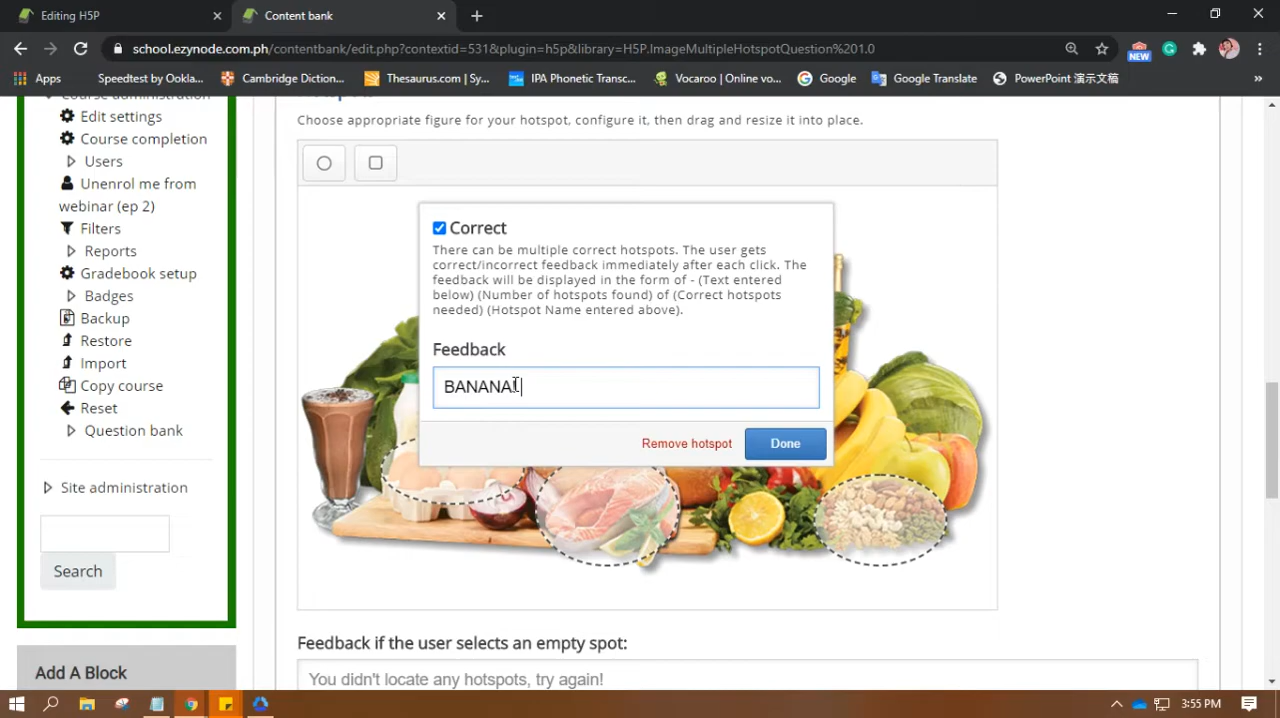 Editing H5P
Content bank
school.ezynode.com.ph/contentbank/edit.php?contextid=531&plugin=h5p&library=H5P.ImageMultipleHotspotQuestion%201.0
NEW
Apps
Speedtest by Ookla...
Cambridge Diction...
Thesaurus.com | Sy...
IPA Phonetic Transc...
Vocaroo | Online vo...
Google
Google Translate
PowerPoint 演示文稿
»
Course administration
Edit settings
Course completion
Users
Unenrol me from
webinar (ep 2)
Filters
Reports
Gradebook setup
Badges
Backup
Restore
Import
Copy course
Reset
Question bank
Site administration
Search
Add A Block
Hotspots
Choose appropriate figure for your hotspot, configure it, then drag and resize it into place.
Correct
There can be multiple correct hotspots. The user gets
correct/incorrect feedback immediately after each click. The
feedback will be displayed in the form of - (Text entered
below) (Number of hotspots found) of (Correct hotspots
needed) (Hotspot Name entered above).
Feedback
BANANA
Remove hotspot
Done
Feedback if the user selects an empty spot:
You didn't locate any hotspots, try again!
3:55 PM